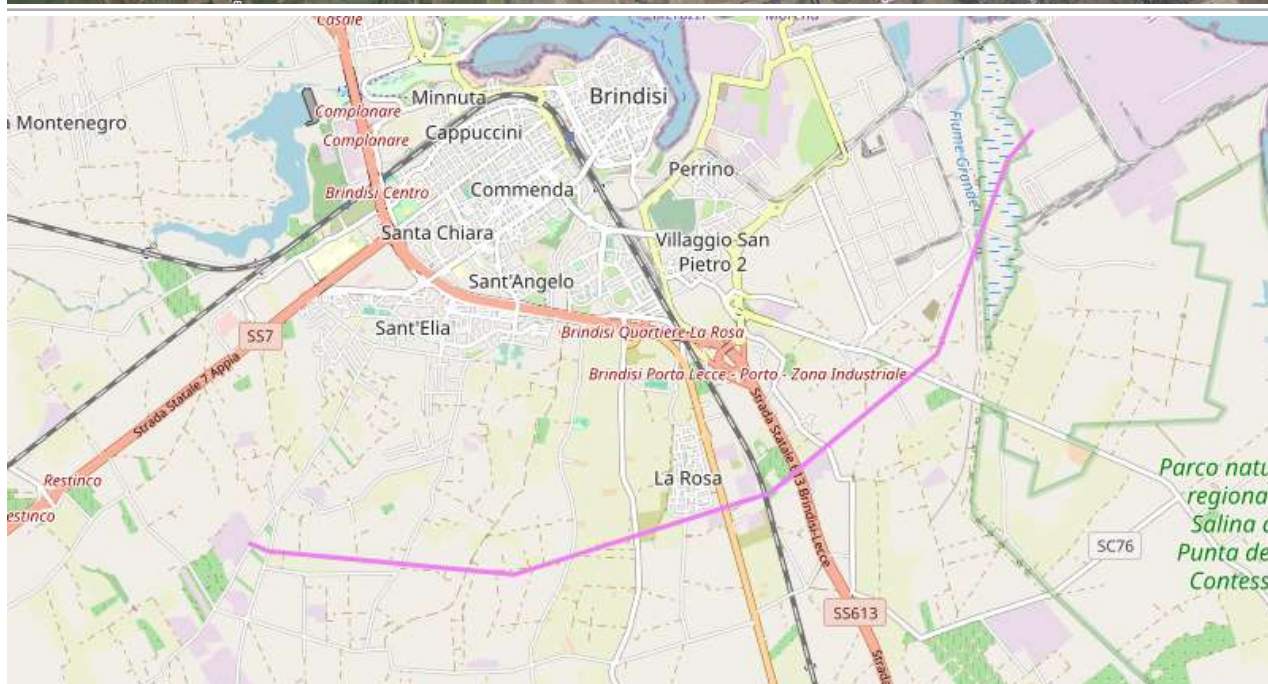 Casale
Morena
Complanare
Minnuta
Brindisi
a Montenegro
Cappuccini
Complanare
Fiume Grande
Perrino
Brindisi Centro
Commenda
Santa Chiara
Villaggio San
Pietro 2
Sant'Angelo
SS7
Sant'Elia
Brindisi Quartiere La Rosa
Brindisi Porta Lecce - Porto - Zona Industriale
Strada Statale 7 Appia
Strada Statale 613 Brindisi-Lecce
Restinco
estinco
La Rosa
Parco natu
regiona
Salina d
Punta de
Contess
SC76
SS613
Strada